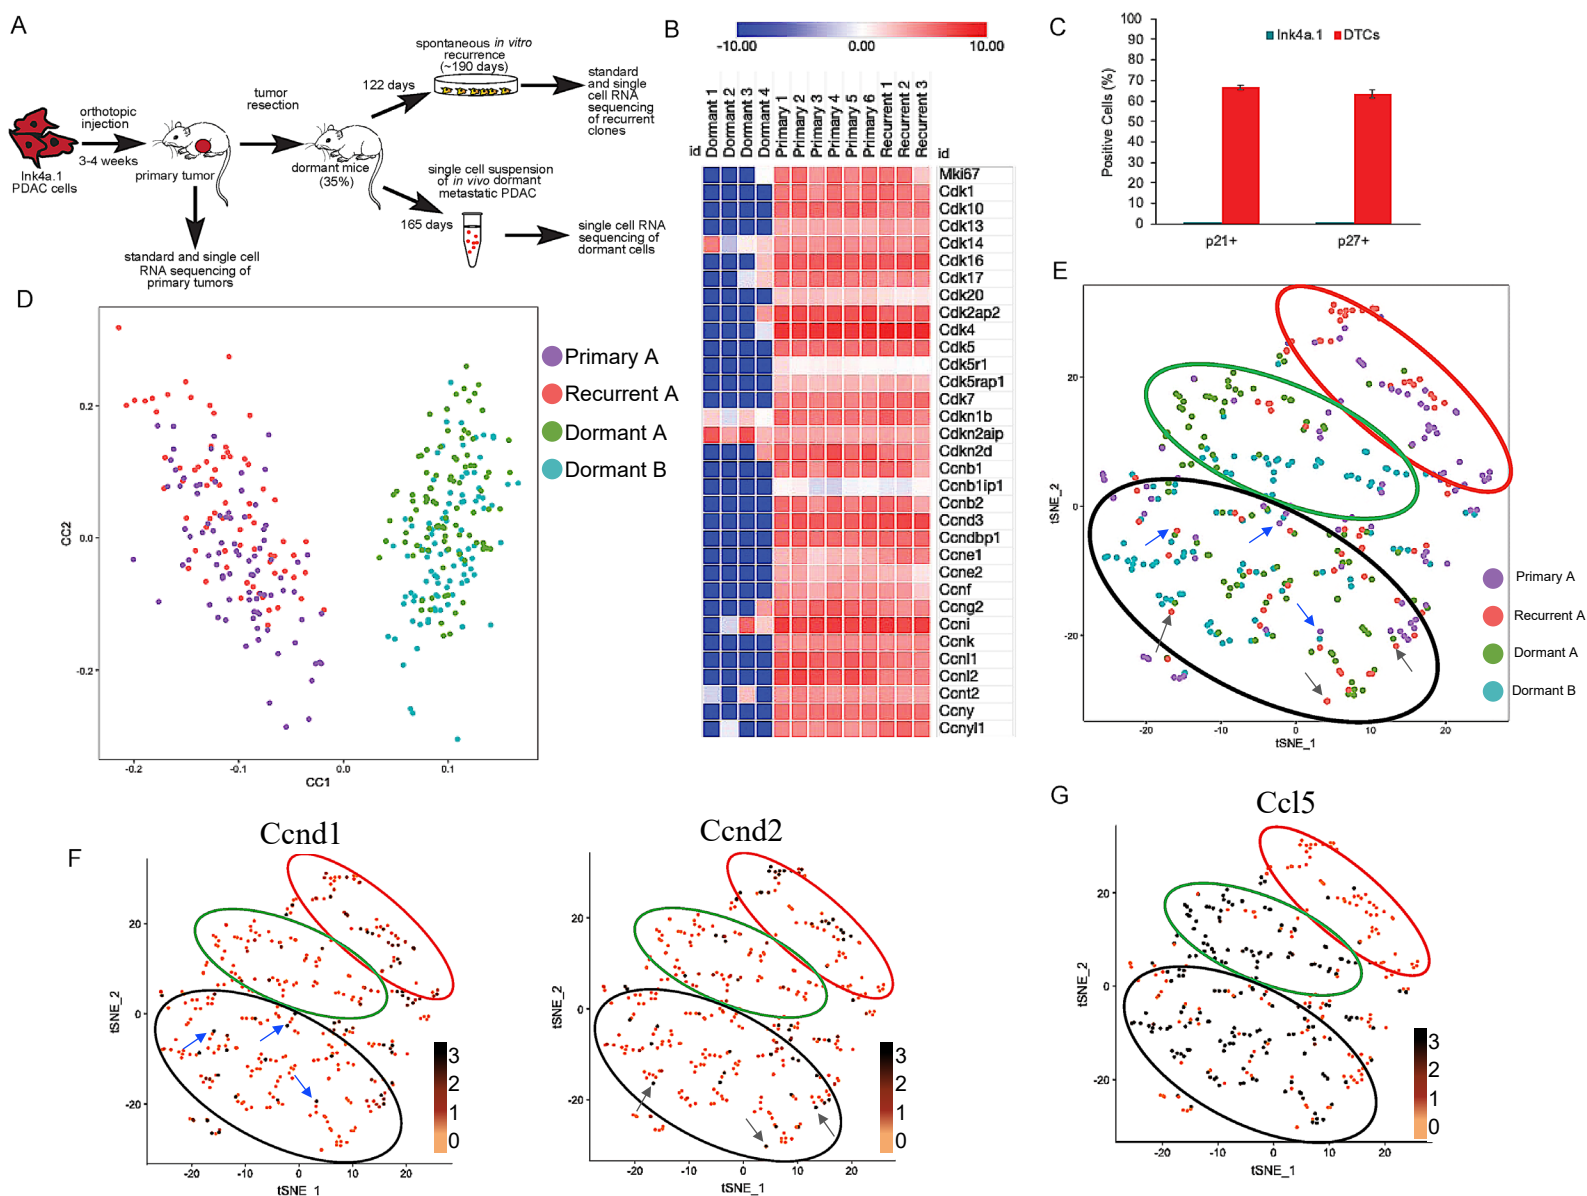 A
orthotopic
injection
3-4 weeks
Ink4a.1
PDAC cells
primary tumor
standard and single cell
RNA sequencing of
primary tumors
tumor
resection
dormant mice
(35%)
122 days
spontaneous in vitro
recurrence
(~190 days)
standard
and single
cell RNA
sequencing
of recurrent
clones
single cell suspension
of in vivo dormant
metastatic PDAC
165 days
single cell RNA
sequencing of
dormant cells
B
-10.00 0.00 10.00
id
Dormant 1
Dormant 2
Dormant 3
Dormant 4
Primary 1
Primary 2
Primary 3
Primary 4
Primary 5
Primary 6
Recurrent 1
Recurrent 2
Recurrent 3
id
Mki67
Cdk1
Cdk10
Cdk13
Cdk14
Cdk16
Cdk17
Cdk20
Cdk2ap2
Cdk4
Cdk5
Cdk5r1
Cdk5rap1
Cdk7
Cdkn1b
Cdkn2aip
Cdkn2d
Ccnb1
Ccnb1ip1
Ccnb2
Ccnd3
Ccndbp1
Ccne1
Ccne2
Ccnf
Ccng2
Ccni
Ccnk
Ccnl1
Ccnl2
Ccnt2
Ccny
Ccnyl1
C
Positive Cells (%)
100
90
80
70
60
50
40
30
20
10
0
Ink4a.1 DTCs
p21+ p27+
D
CC2
0.2
0.0
-0.2
-0.2 -0.1 0.0 0.1
CC1
Primary A
Recurrent A
Dormant A
Dormant B
E
tSNE_2
20
0
-20
-20 -10 0 10 20
tSNE_1
Primary A
Recurrent A
Dormant A
Dormant B
F
Ccnd1
tSNE_2
20
0
-20
-20 -10 0 10 20
tSNE_1
3
2
1
0
Ccnd2
tSNE_2
20
0
-20
-20 -10 0 10 20
tSNE_1
3
2
1
0
G
Ccl5
tSNE_2
20
0
-20
-20 -10 0 10 20
tSNE_1
3
2
1
0